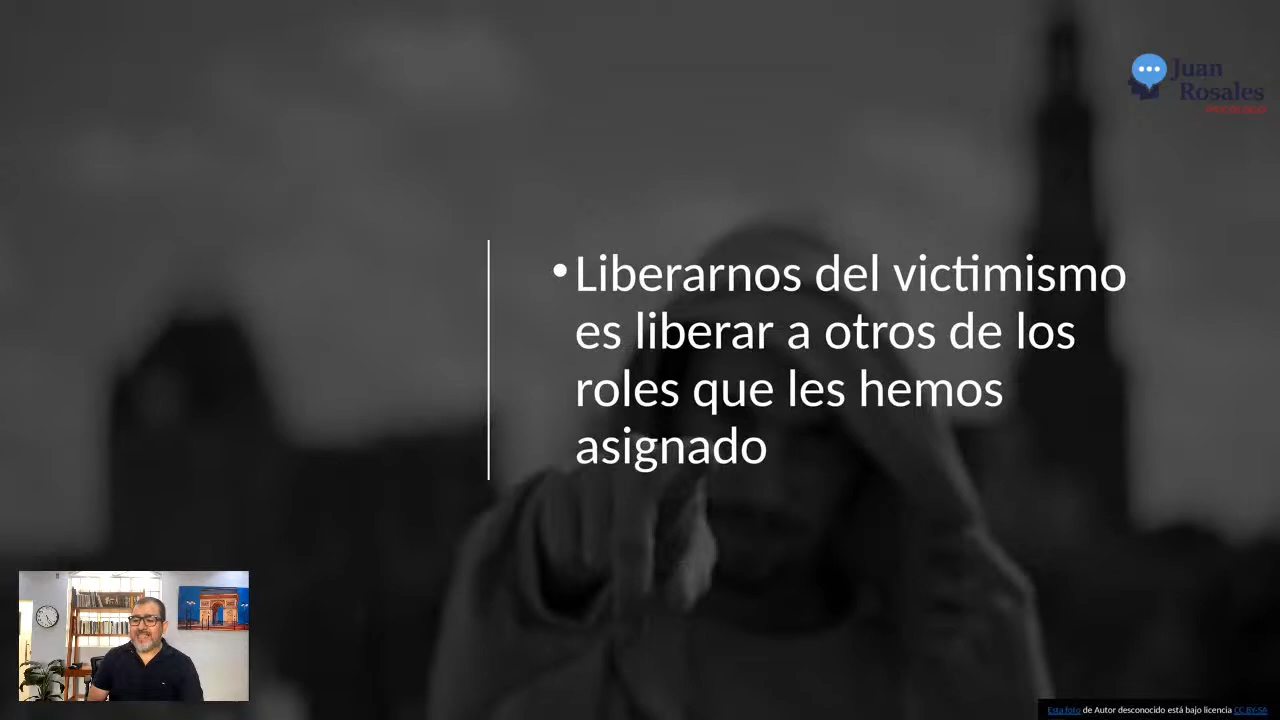 Juan
Rosales
PSICÓLOGO
• Liberarnos del victimismo
es liberar a otros de los
roles que les hemos
asignado
Esta foto de Autor desconocido está bajo licencia CC BY-SA